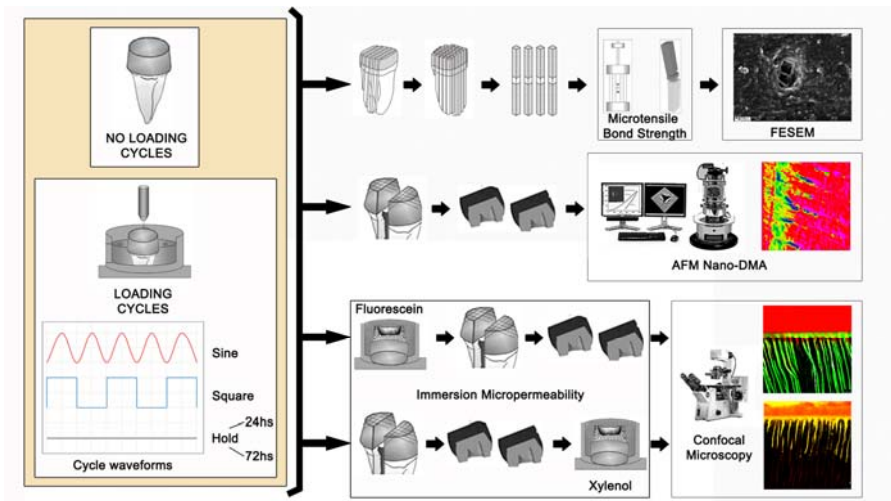 NO LOADING
CYCLES
LOADING
CYCLES
Sine
Square
24hs
Hold
72hs
Cycle waveforms
Microtensile
Bond Strength
FESEM
AFM Nano-DMA
Fluorescein
Immersion Micropermeability
Xylenol
Confocal
Microscopy